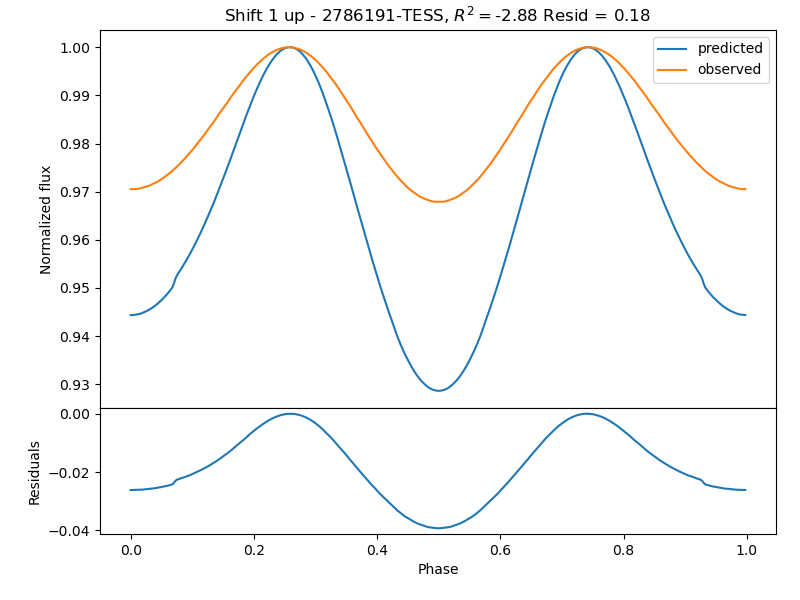 Shift 1 up - 2786191-TESS, $R^2=$-2.88 Resid = 0.18
predicted
observed
1.00
0.99
0.98
0.97
0.96
0.95
0.94
0.93
Normalized flux
0.00
−0.02
−0.04
Residuals
0.0
0.2
0.4
0.6
0.8
1.0
Phase